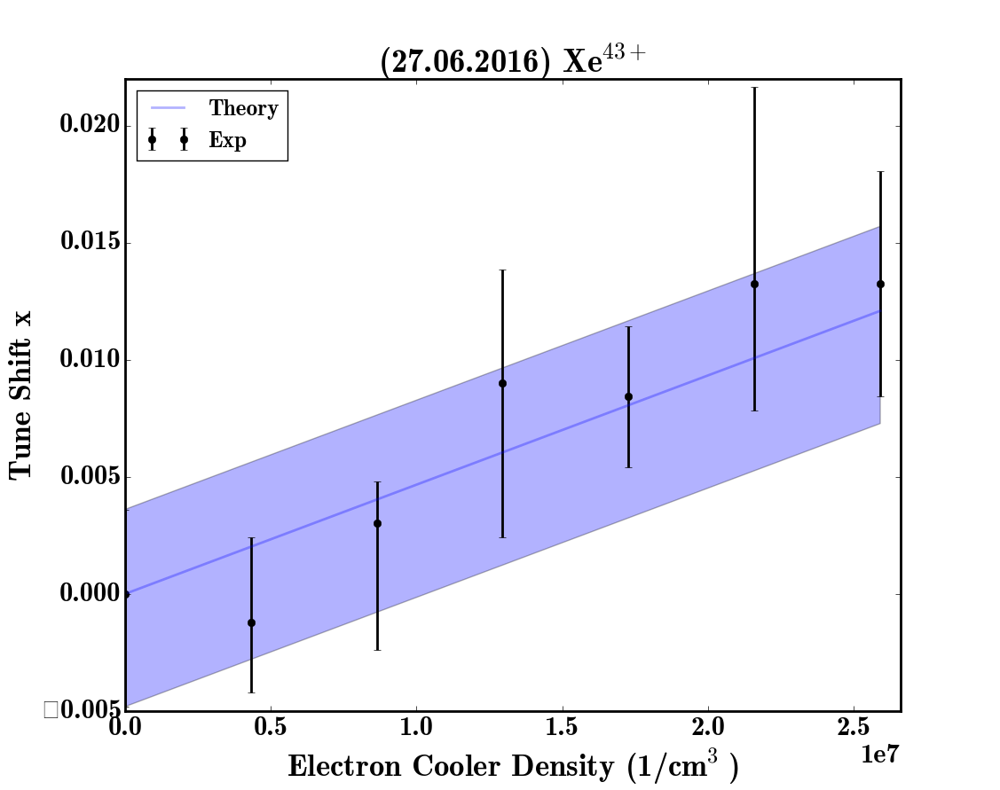 (27.06.2016) Xe⁴³⁺
Theory
Exp
0.020
0.015
0.010
0.005
0.000
□0.005
Tune Shift x
0.0 0.5 1.0 1.5 2.0 2.5
1e7
Electron Cooler Density (1/cm³ )